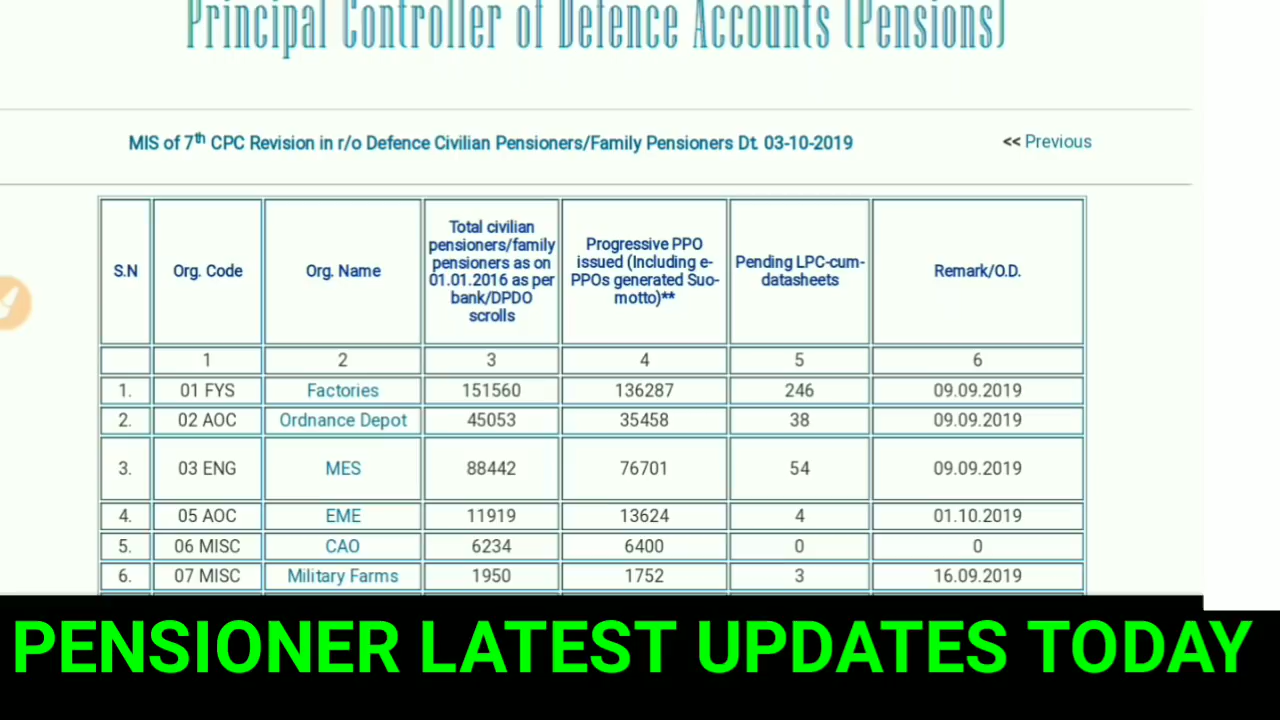 Principal Controller of Defence Accounts (Pensions)
MIS of 7th CPC Revision in r/o Defence Civilian Pensioners/Family Pensioners Dt. 03-10-2019 << Previous
S.N Org. Code Org. Name Total civilian pensioners/family pensioners as on 01.01.2016 as per bank/DPDO scrolls Progressive PPO issued (Including e-PPOs generated Suo-motto)** Pending LPC-cum-datasheets Remark/O.D.
1 2 3 4 5 6
1. 01 FYS Factories 151560 136287 246 09.09.2019
2. 02 AOC Ordnance Depot 45053 35458 38 09.09.2019
3. 03 ENG MES 88442 76701 54 09.09.2019
4. 05 AOC EME 11919 13624 4 01.10.2019
5. 06 MISC CAO 6234 6400 0 0
6. 07 MISC Military Farms 1950 1752 3 16.09.2019
PENSIONER LATEST UPDATES TODAY